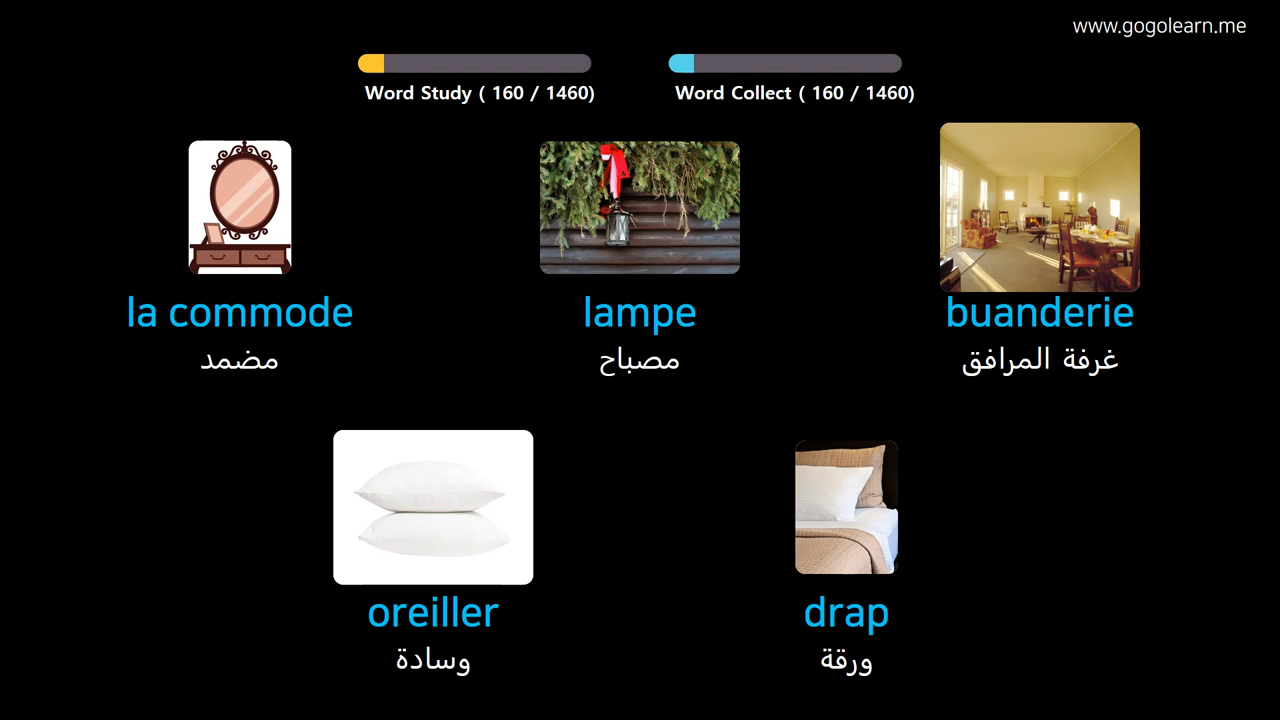 www.gogolearn.me
Word Study ( 160 / 1460)
Word Collect ( 160 / 1460)
la commode
مضمد
lampe
مصباح
buanderie
غرفة المرافق
oreiller
وسادة
drap
ورقة